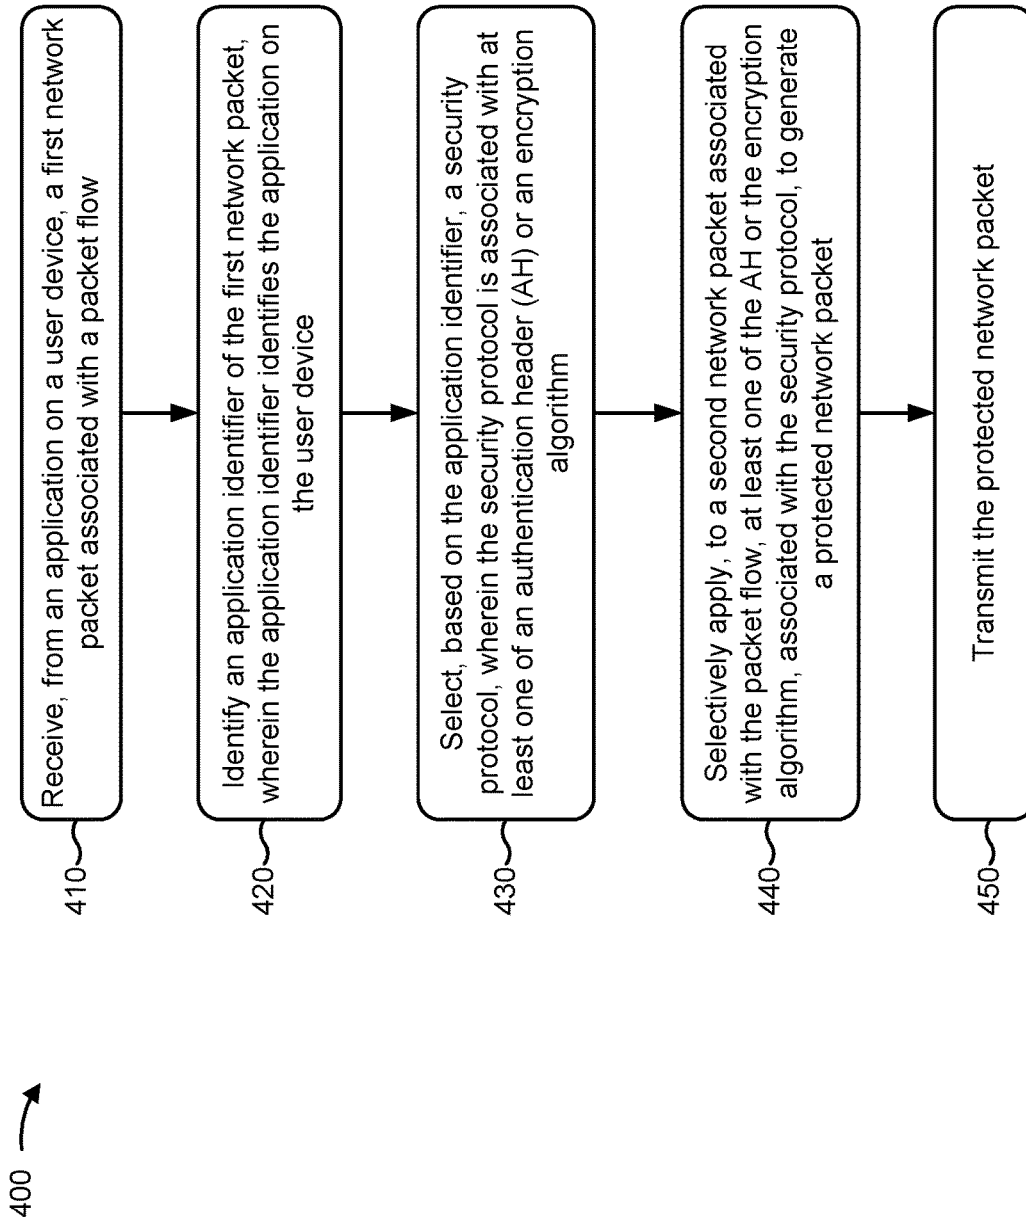 400
410
Receive, from an application on a user device, a first network
packet associated with a packet flow
420
Identify an application identifier of the first network packet,
wherein the application identifier identifies the application on
the user device
430
Select, based on the application identifier, a security
protocol, wherein the security protocol is associated with at
least one of an authentication header (AH) or an encryption
algorithm
440
Selectively apply, to a second network packet associated
with the packet flow, at least one of the AH or the encryption
algorithm, associated with the security protocol, to generate
a protected network packet
450
Transmit the protected network packet